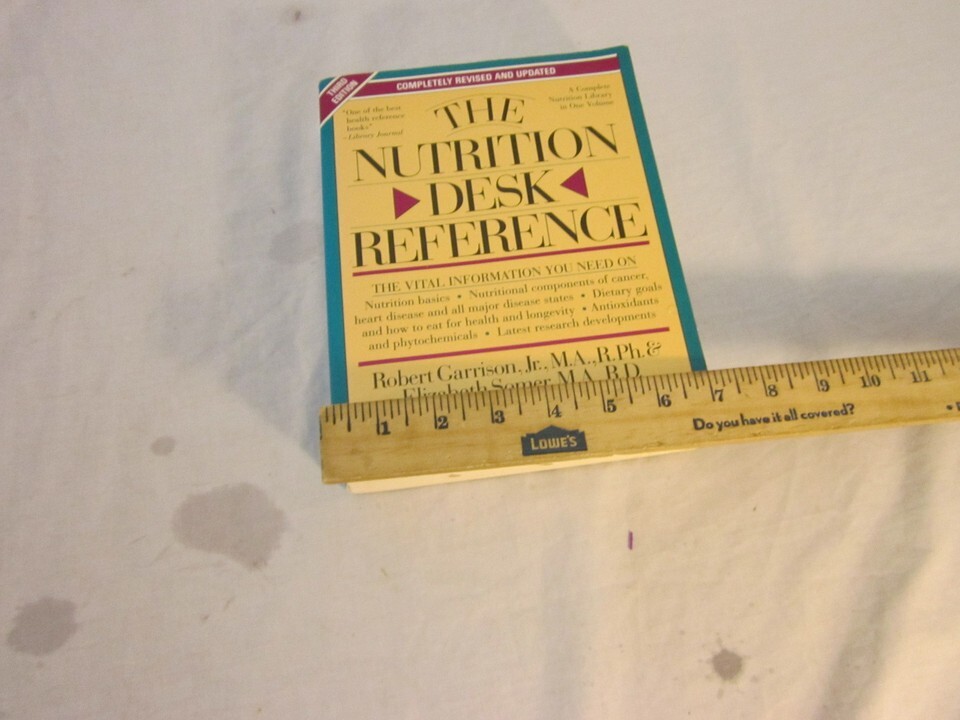 THIRD
EDITION
COMPLETELY REVISED AND UPDATED
"One of the best
health reference
books"
—Library Journal
A Complete
Nutrition Library
in One Volume
THE
NUTRITION
DESK
REFERENCE
THE VITAL INFORMATION YOU NEED ON
Nutrition basics • Nutritional components of cancer,
heart disease and all major disease states • Dietary goals
and how to eat for health and longevity • Antioxidants
and phytochemicals • Latest research developments
Robert Garrison, Jr., M.A., R.Ph. &
Elizabeth Somer, M.A., R.D.
1 2 3 4 5 6 7 8 9 10 11
LOWE'S
Do you have it all covered?